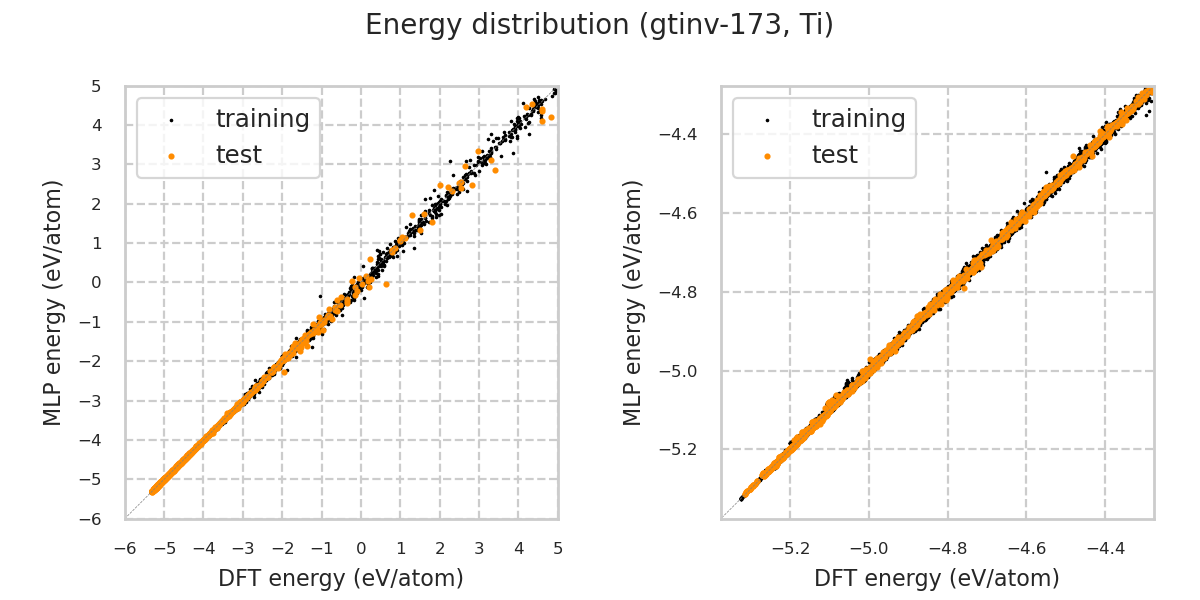 Energy distribution (gtinv-173, Ti)
training
test
5
4
3
2
1
0
−1
−2
−3
−4
−5
−6
−6 −5 −4 −3 −2 −1 0 1 2 3 4 5
MLP energy (eV/atom)
DFT energy (eV/atom)
training
test
−4.4
−4.6
−4.8
−5.0
−5.2
−5.2 −5.0 −4.8 −4.6 −4.4
MLP energy (eV/atom)
DFT energy (eV/atom)